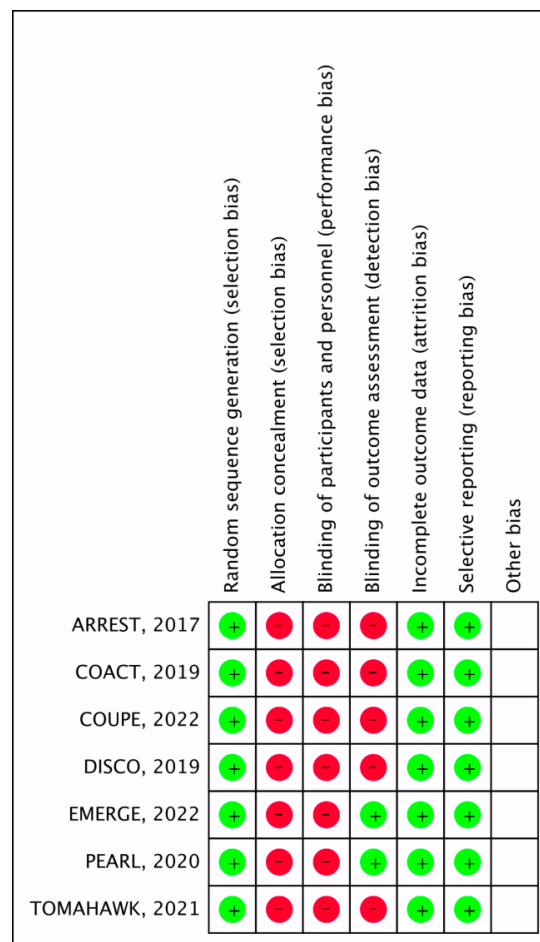 Random sequence generation (selection bias)
Allocation concealment (selection bias)
Blinding of participants and personnel (performance bias)
Blinding of outcome assessment (detection bias)
Incomplete outcome data (attrition bias)
Selective reporting (reporting bias)
Other bias
ARREST, 2017 + - - - + +
COACT, 2019 + - - - + +
COUPE, 2022 + - - - + +
DISCO, 2019 + - - - + +
EMERGE, 2022 + - - + + +
PEARL, 2020 + - - + + +
TOMAHAWK, 2021 + - - - + +